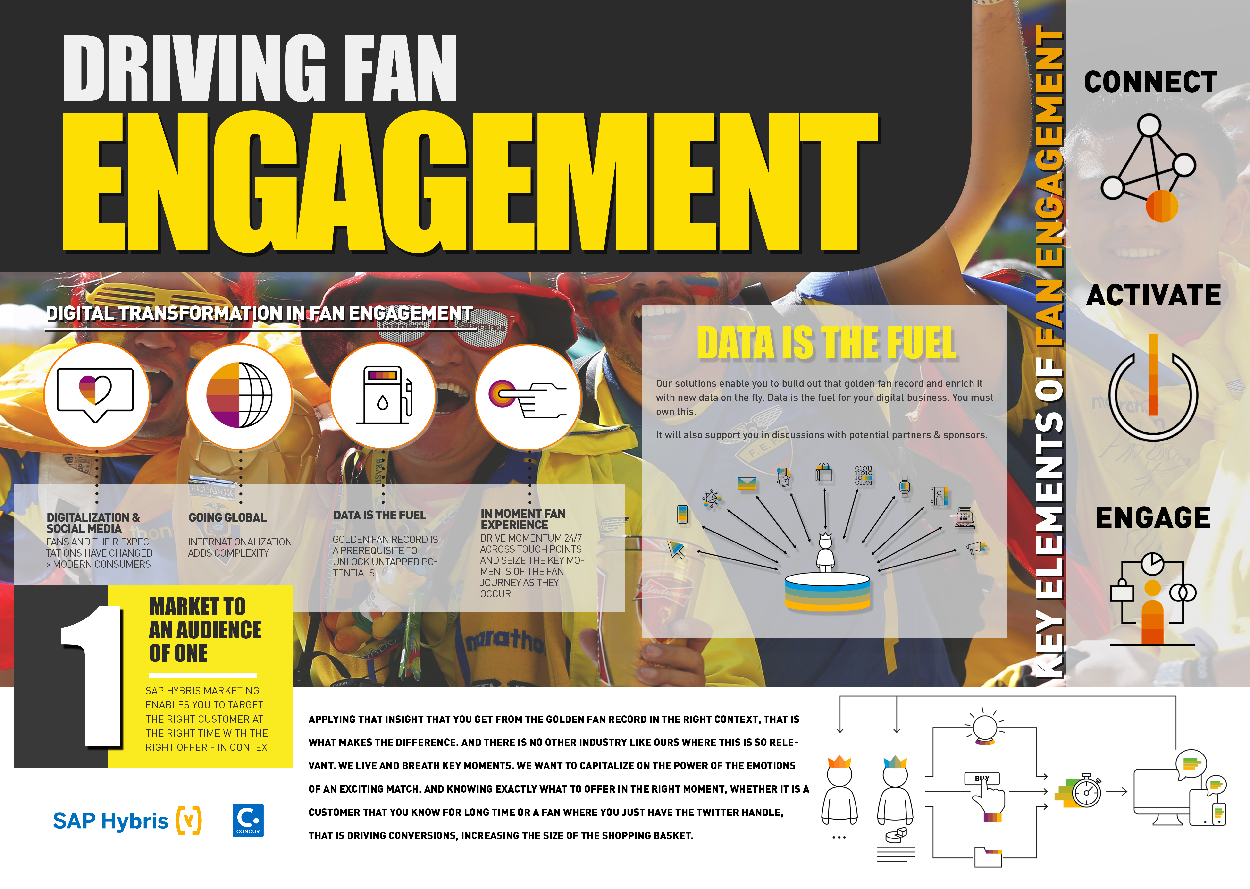 DRIVING FAN
ENGAGEMENT
DIGITAL TRANSFORMATION IN FAN ENGAGEMENT
DIGITALIZATION &
SOCIAL MEDIA
FANS AND THEIR EXPEC-
TATIONS HAVE CHANGED
> MODERN CONSUMERS
GOING GLOBAL
INTERNATIONALIZATION
ADDS COMPLEXITY
DATA IS THE FUEL
GOLDEN FAN RECORD IS
A PREREQUISITE TO
UNLOCK UNTAPPED PO-
TENTIALS
IN MOMENT FAN
EXPERIENCE
DRIVE MOMENTUM 24/7
ACROSS TOUCH POINTS
AND SEIZE THE KEY MO-
MENTS OF THE FAN
JOURNEY AS THEY
OCCUR
DATA IS THE FUEL
Our solutions enable you to build out that golden fan record and enrich it
with new data on the fly. Data is the fuel for your digital business. You must
own this.
It will also support you in discussions with potential partners & sponsors.
KEY ELEMENTS OF FAN ENGAGEMENT
CONNECT
ACTIVATE
ENGAGE
1
MARKET TO
AN AUDIENCE
OF ONE
SAP HYBRIS MARKETING
ENABLES YOU TO TARGET
THE RIGHT CUSTOMER AT
THE RIGHT TIME WITH THE
RIGHT OFFER - IN CONTEX
marathon
APPLYING THAT INSIGHT THAT YOU GET FROM THE GOLDEN FAN RECORD IN THE RIGHT CONTEXT, THAT IS
WHAT MAKES THE DIFFERENCE. AND THERE IS NO OTHER INDUSTRY LIKE OURS WHERE THIS IS SO RELE-
VANT. WE LIVE AND BREATH KEY MOMENTS. WE WANT TO CAPITALIZE ON THE POWER OF THE EMOTIONS
OF AN EXCITING MATCH. AND KNOWING EXACTLY WHAT TO OFFER IN THE RIGHT MOMENT, WHETHER IT IS A
CUSTOMER THAT YOU KNOW FOR LONG TIME OR A FAN WHERE YOU JUST HAVE THE TWITTER HANDLE,
THAT IS DRIVING CONVERSIONS, INCREASING THE SIZE OF THE SHOPPING BASKET.
BUY
SAP Hybris (Y)
C.
CONCUR